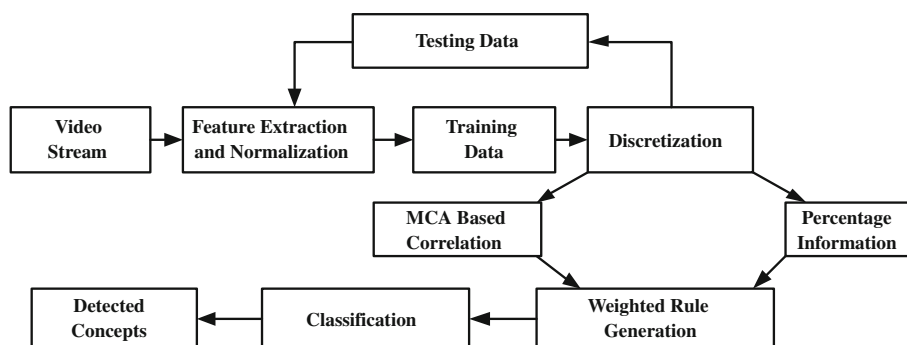 Testing Data
Video
Stream
Feature Extraction
and Normalization
Training
Data
Discretization
MCA Based
Correlation
Percentage
Information
Detected
Concepts
Classification
Weighted Rule
Generation